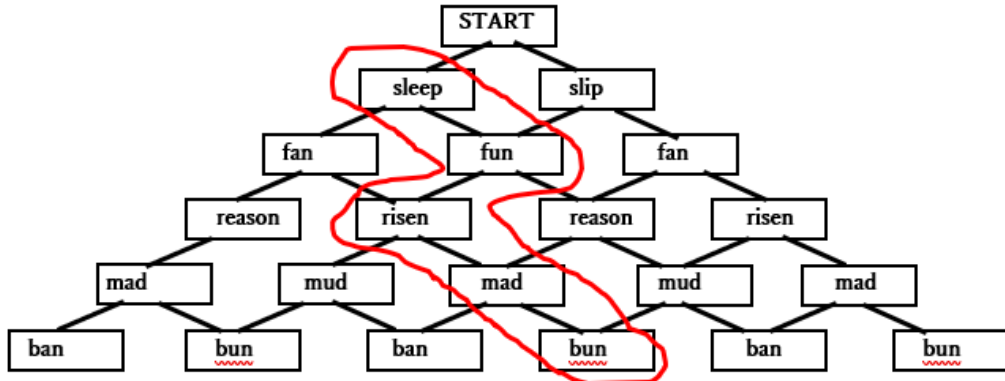 START
sleep slip
fan fun fan
reason risen reason risen
mad mud mad mud mad
ban bun ban bun ban bun